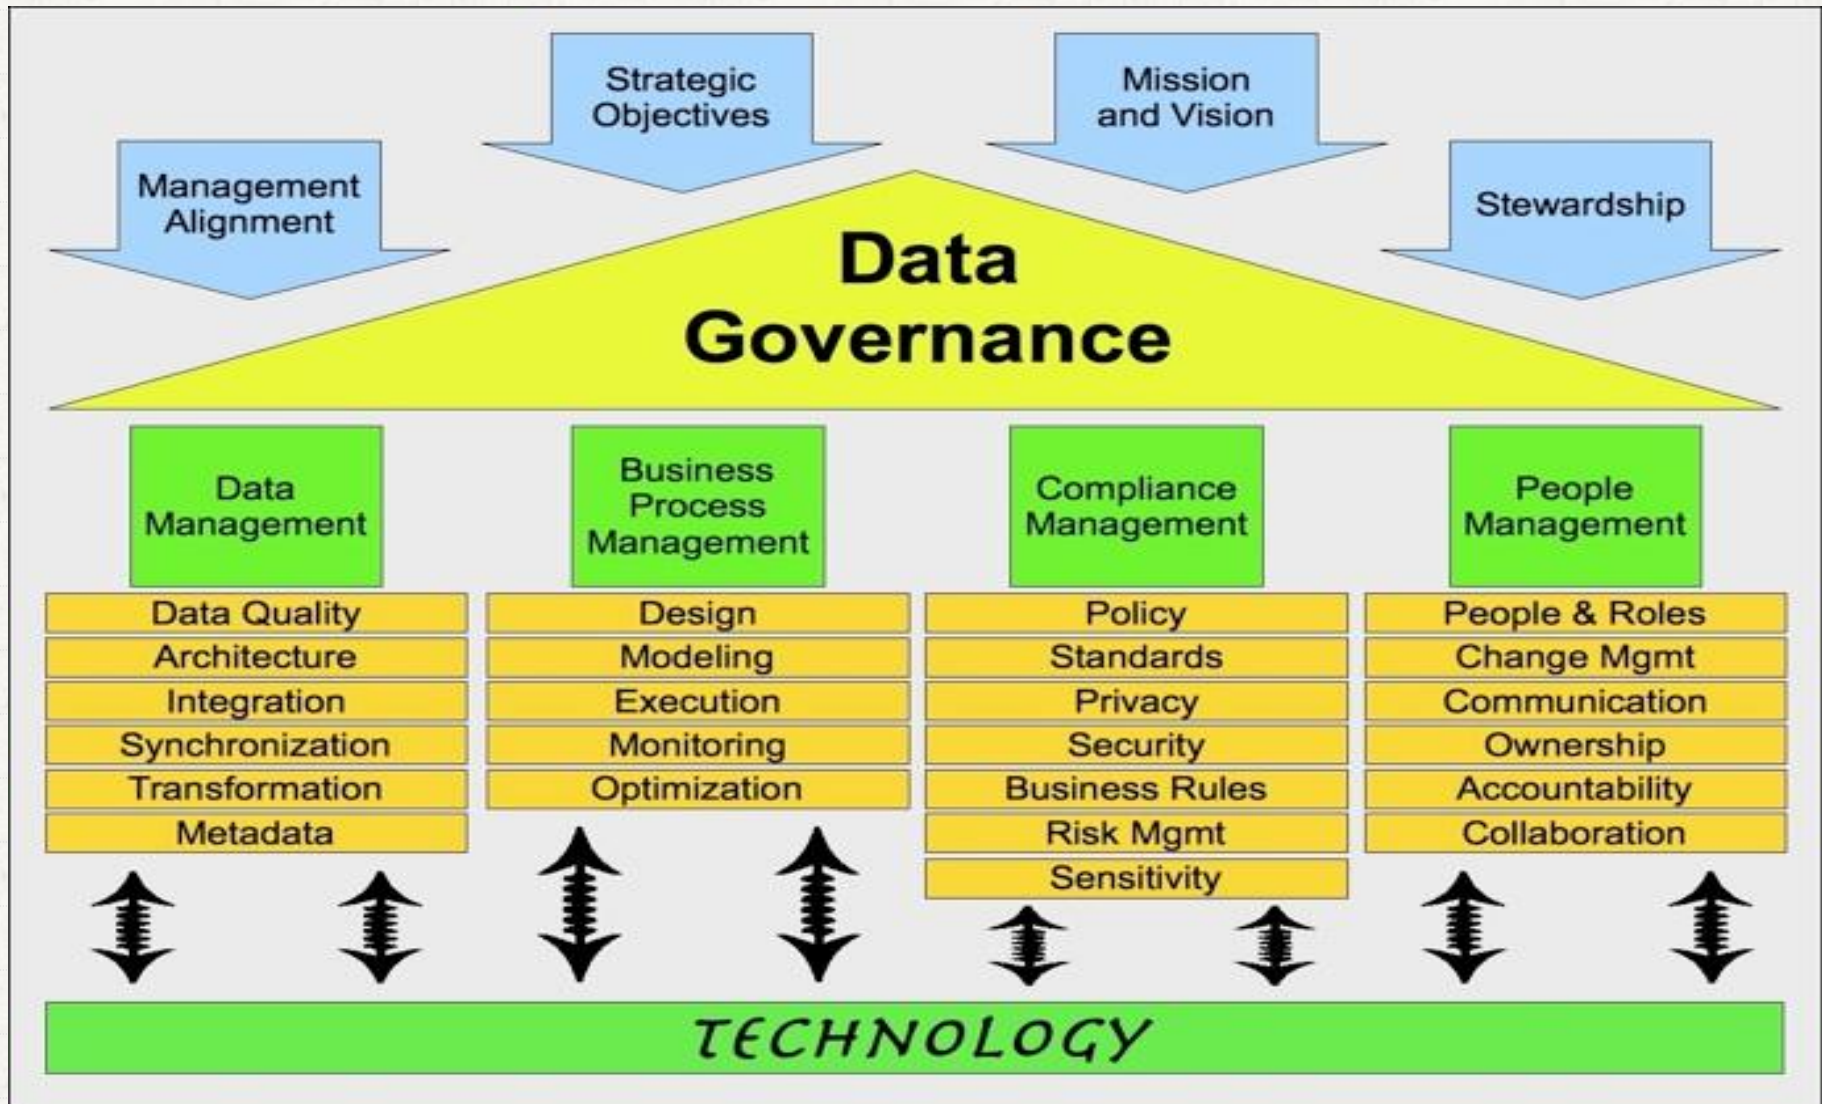 Strategic
Objectives
Mission
and Vision
Management
Alignment
Stewardship
Data
Governance
Data
Management
Business
Process
Management
Compliance
Management
People
Management
Data Quality
Architecture
Integration
Synchronization
Transformation
Metadata
Design
Modeling
Execution
Monitoring
Optimization
Policy
Standards
Privacy
Security
Business Rules
Risk Mgmt
Sensitivity
People & Roles
Change Mgmt
Communication
Ownership
Accountability
Collaboration
TECHNOLOGY